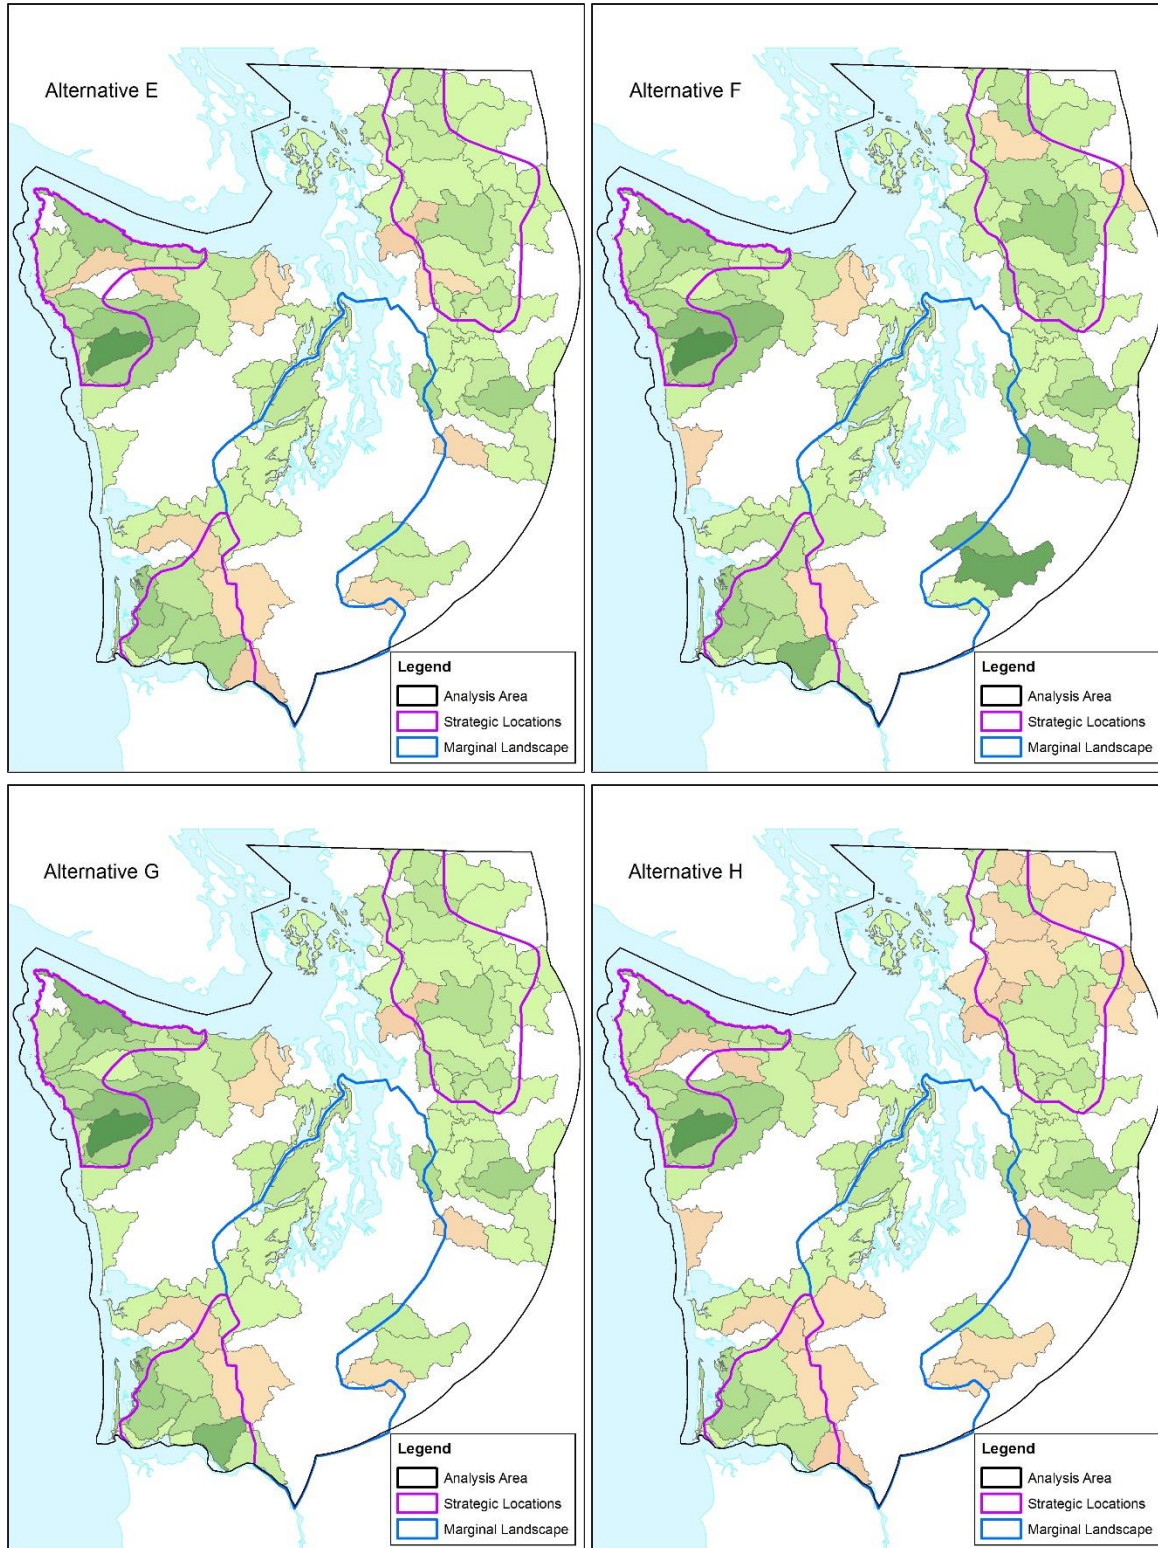 Alternative E
Legend
Analysis Area
Strategic Locations
Marginal Landscape
Alternative F
Legend
Analysis Area
Strategic Locations
Marginal Landscape
Alternative G
Legend
Analysis Area
Strategic Locations
Marginal Landscape
Alternative H
Legend
Analysis Area
Strategic Locations
Marginal Landscape